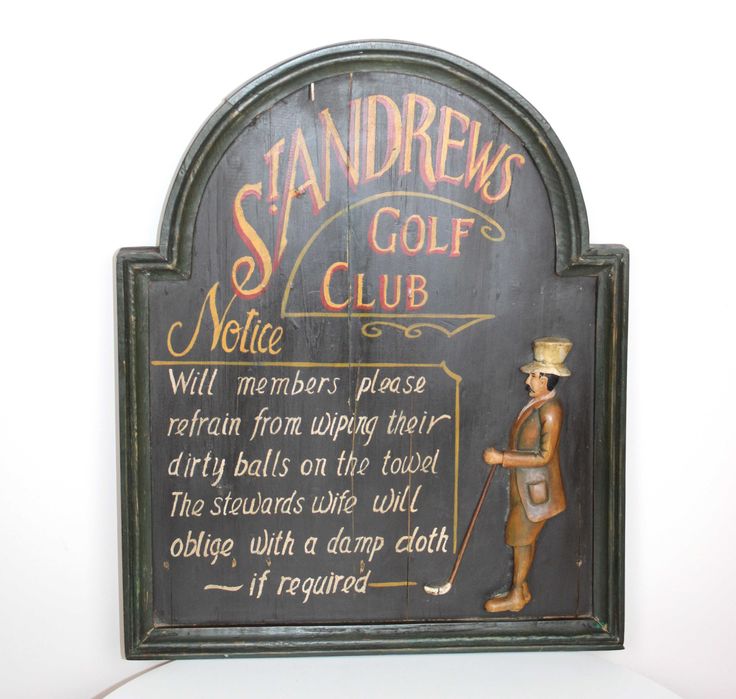 ST ANDREWS
GOLF
CLUB
Notice
Will members please
refrain from wiping their
dirty balls on the towel
The stewards wife will
oblige with a damp cloth
— if required —